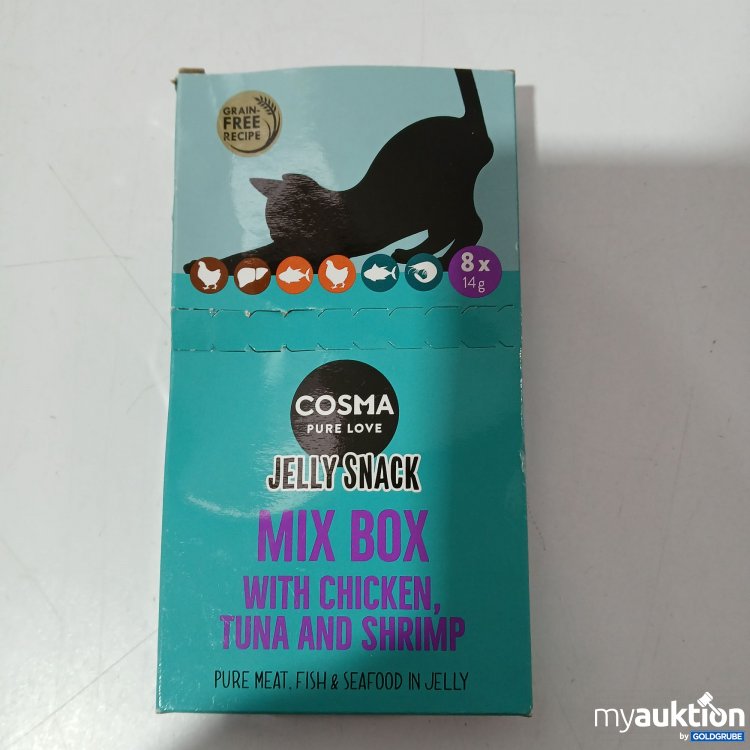 GRAIN-
FREE
RECIPE
8x
14g
COSMA
PURE LOVE
JELLY SNACK
MIX BOX
WITH CHICKEN,
TUNA AND SHRIMP
PURE MEAT, FISH & SEAFOOD IN JELLY
myauktion
by GOLDGRUBE